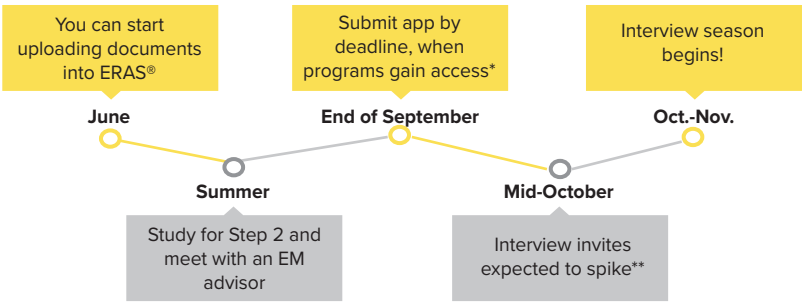 You can start
uploading documents
into ERAS®
June
Summer
Study for Step 2 and
meet with an EM
advisor
Submit app by
deadline, when
programs gain access*
End of September
Mid-October
Interview invites
expected to spike**
Interview season
begins!
Oct.-Nov.